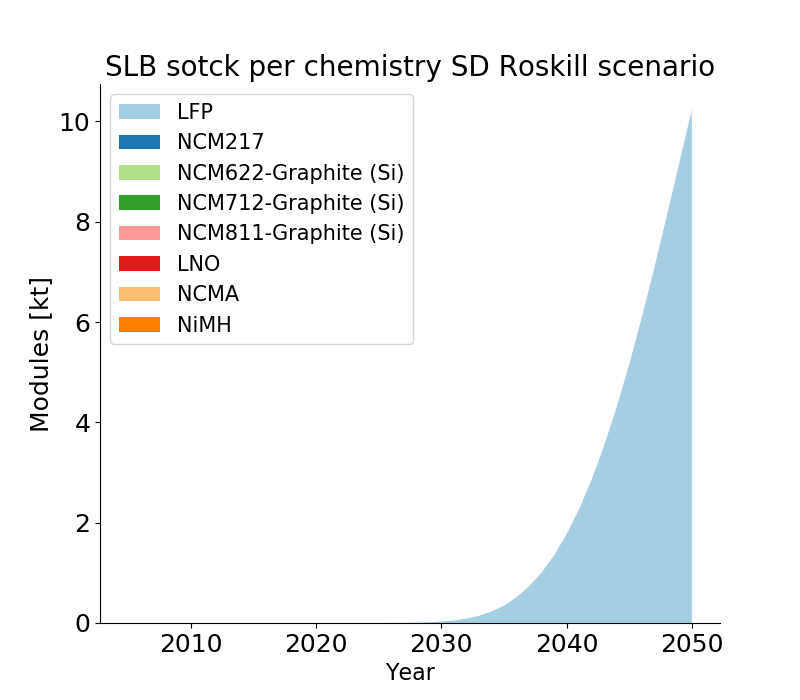 SLB sotck per chemistry SD Roskill scenario
LFP
NCM217
NCM622-Graphite (Si)
NCM712-Graphite (Si)
NCM811-Graphite (Si)
LNO
NCMA
NiMH
Modules [kt]
10
8
6
4
2
0
2010 2020 2030 2040 2050
Year